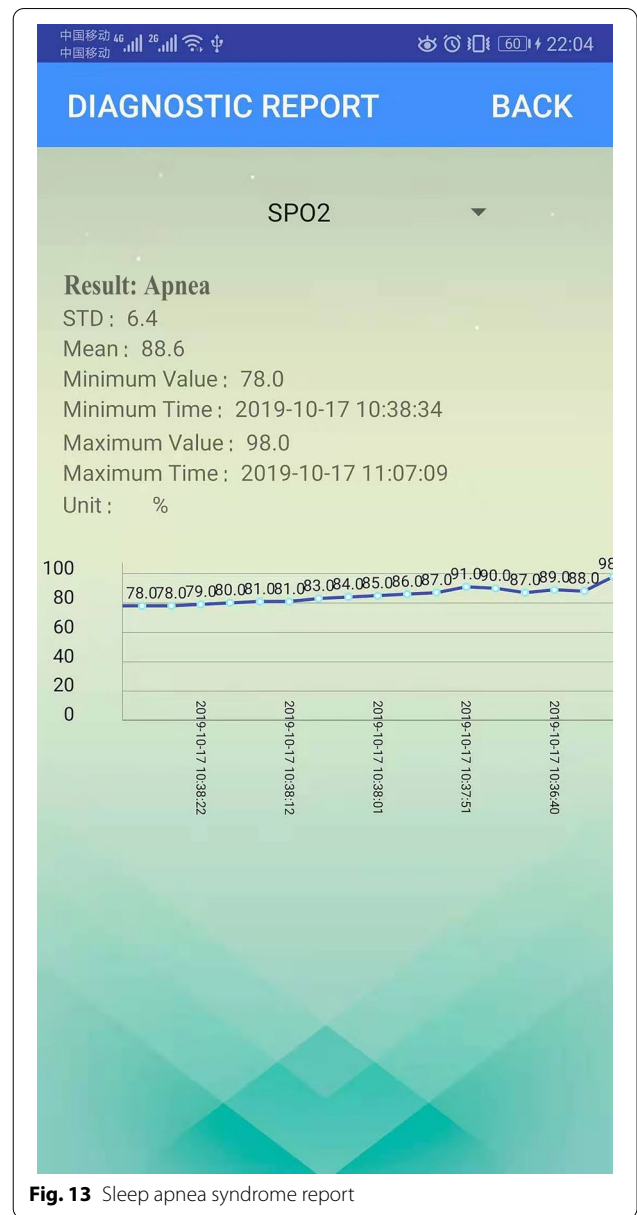 中国移动 4G 2G 60 22:04
中国移动
DIAGNOSTIC REPORT BACK
SPO2
Result: Apnea
STD : 6.4
Mean : 88.6
Minimum Value : 78.0
Minimum Time : 2019-10-17 10:38:34
Maximum Value : 98.0
Maximum Time : 2019-10-17 11:07:09
Unit : %
100
80
60
40
20
0
78.0 78.0 79.0 80.0 81.0 81.0 83.0 84.0 85.0 86.0 87.0 91.0 90.0 87.0 89.0 88.0 98
2019-10-17 10:38:22
2019-10-17 10:38:12
2019-10-17 10:38:01
2019-10-17 10:37:51
2019-10-17 10:36:40
Fig. 13 Sleep apnea syndrome report